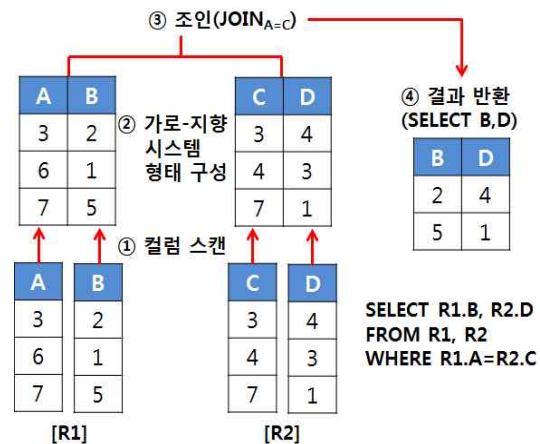 ③ 조인(JOIN_A=C)
A B
3 2
6 1
7 5
② 가로-지향
시스템
형태 구성
C D
3 4
4 3
7 1
④ 결과 반환
(SELECT B,D)
B D
2 4
5 1
① 컬럼 스캔
A B
3 2
6 1
7 5
[R1]
C D
3 4
4 3
7 1
[R2]
SELECT R1.B, R2.D
FROM R1, R2
WHERE R1.A=R2.C